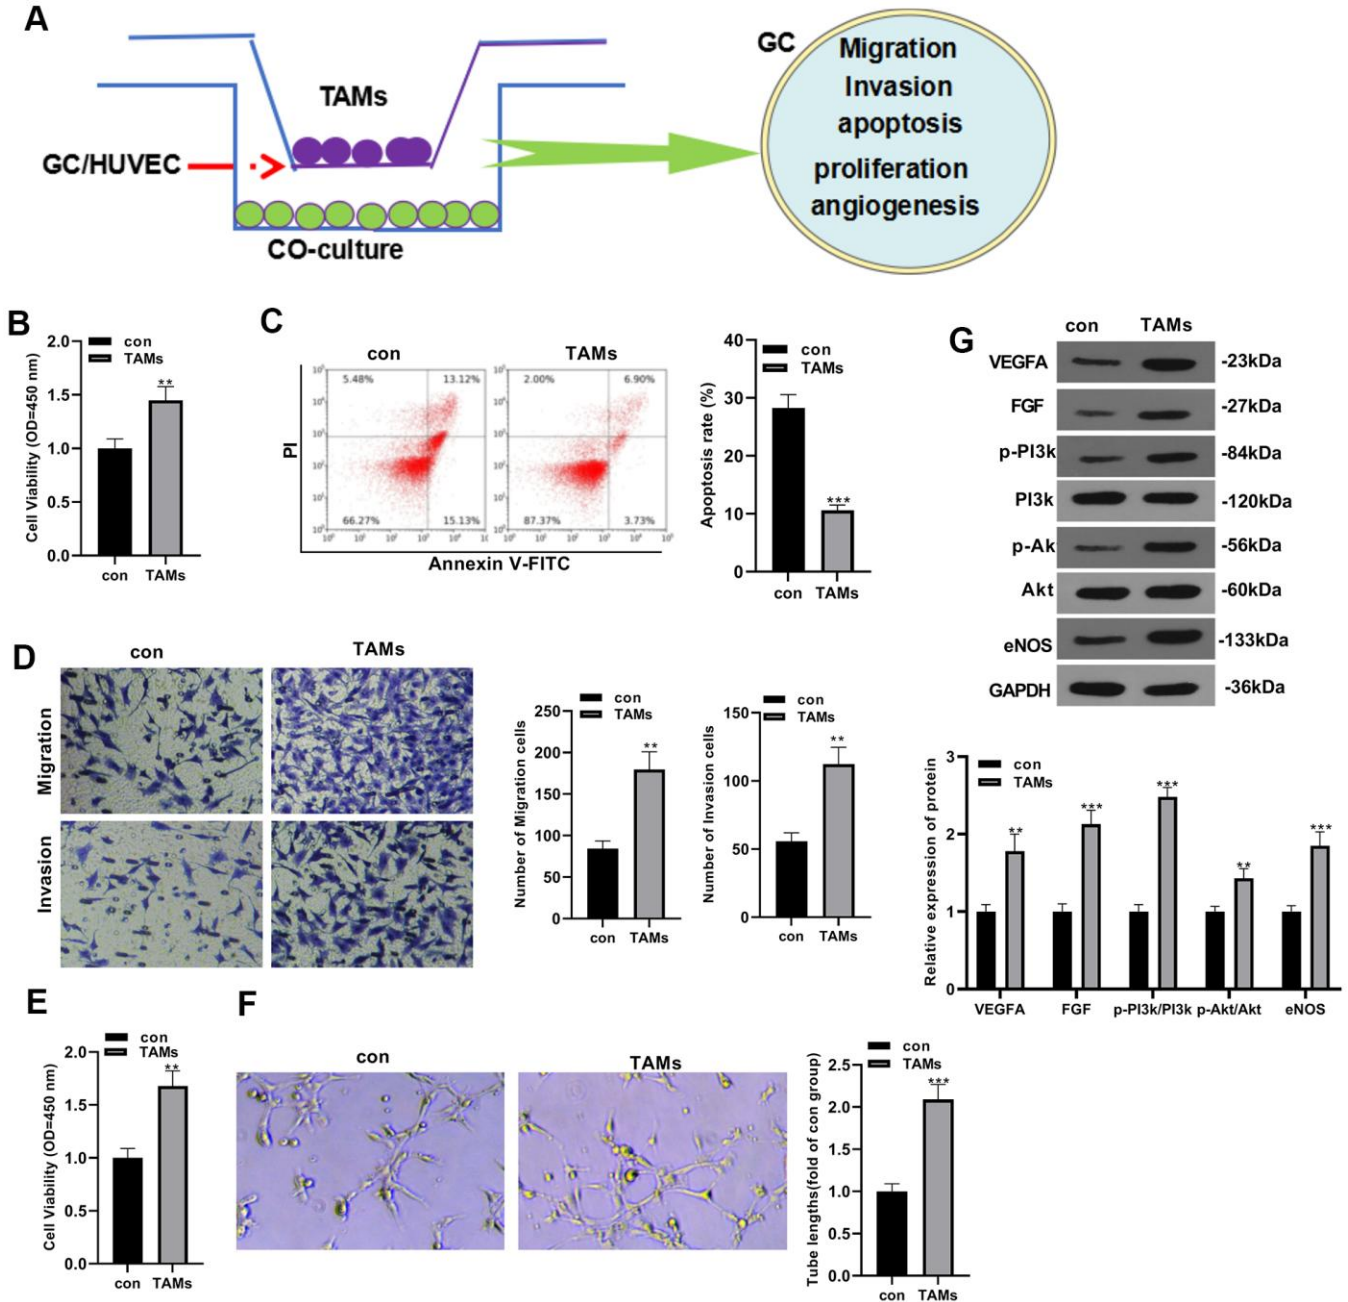 A
TAMs
GC/HUVEC
CO-culture
GC
Migration
Invasion
apoptosis
proliferation
angiogenesis
B
con
TAMs
Cell Viability (OD=450 nm)
2.0
1.5
1.0
0.5
0.0
**
con
TAMs
C
con
TAMs
5.48%
13.12%
66.27%
15.13%
2.00%
6.90%
87.37%
3.73%
PI
Annexin V-FITC
con
TAMs
Apoptosis rate (%)
40
30
20
10
0
***
con
TAMs
D
con
TAMs
Migration
Invasion
con
TAMs
Number of Migration cells
250
200
150
100
50
0
**
con
TAMs
con
TAMs
Number of Invasion cells
150
100
50
0
**
con
TAMs
E
con
TAMs
Cell Viability (OD=450 nm)
2.0
1.5
1.0
0.5
0.0
**
con
TAMs
F
con
TAMs
con
TAMs
Tube lengths(fold of con group)
2.5
2.0
1.5
1.0
0.5
0.0
***
con
TAMs
G
con
TAMs
VEGFA
-23kDa
FGF
-27kDa
p-PI3k
-84kDa
PI3k
-120kDa
p-Ak
-56kDa
Akt
-60kDa
eNOS
-133kDa
GAPDH
-36kDa
con
TAMs
Relative expression of protein
3
2
1
0
**
***
***
**
***
VEGFA
FGF
p-PI3k/PI3k
p-Akt/Akt
eNOS